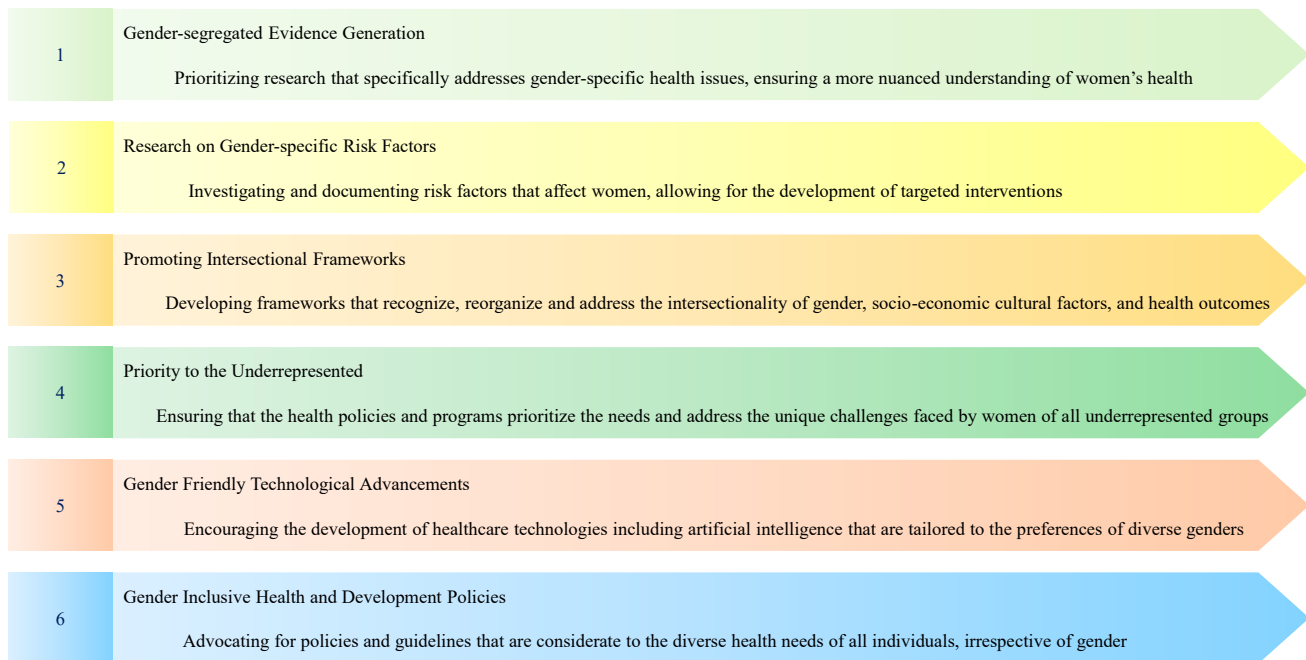 1
Gender-segregated Evidence Generation
Prioritizing research that specifically addresses gender-specific health issues, ensuring a more nuanced understanding of women’s health
2
Research on Gender-specific Risk Factors
Investigating and documenting risk factors that affect women, allowing for the development of targeted interventions
3
Promoting Intersectional Frameworks
Developing frameworks that recognize, reorganize and address the intersectionality of gender, socio-economic cultural factors, and health outcomes
4
Priority to the Underrepresented
Ensuring that the health policies and programs prioritize the needs and address the unique challenges faced by women of all underrepresented groups
5
Gender Friendly Technological Advancements
Encouraging the development of healthcare technologies including artificial intelligence that are tailored to the preferences of diverse genders
6
Gender Inclusive Health and Development Policies
Advocating for policies and guidelines that are considerate to the diverse health needs of all individuals, irrespective of gender